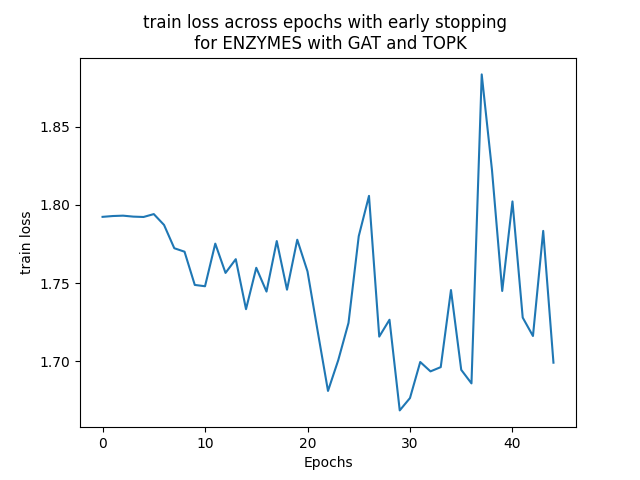 train loss across epochs with early stopping
for ENZYMES with GAT and TOPK
train loss
1.85
1.80
1.75
1.70
0 10 20 30 40
Epochs